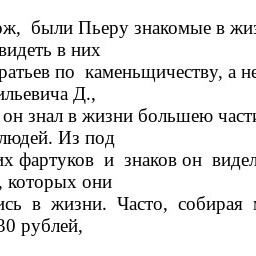 ож, были Пьеру знакомые в жиз
видеть в них
ратьев по каменьщичеству, а не
ильевича Д.,
он знал в жизни большею части
людей. Из под
их фартуков и знаков он видел
, которых они
ись в жизни. Часто, собирая м
30 рублей,